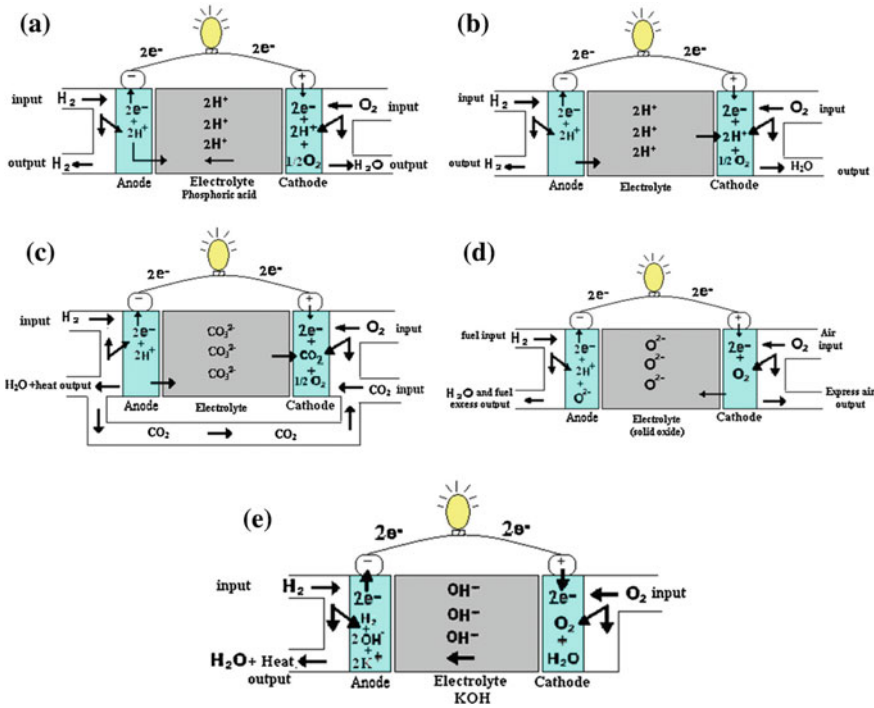 (a)
2e- 2e-
− +
input H2 2e- 2H+ 2e- O2 input
+ 2H+ 2H+ + 2H+
2H+ +
output H2 1/2O2 H2O output
Anode Electrolyte Cathode
Phosphoric acid
(b)
2e- 2e-
− +
input H2 2e- 2H+ 2e- O2 input
+ 2H+ 2H+ + 2H+
2H+ +
output H2 1/2O2 H2O
output
Anode Electrolyte Cathode
(c)
2e- 2e-
− +
input H2 2e- CO3²- 2e- O2 input
+ 2H+ CO3²- + CO2
CO3²- +
H2O+heat output 1/2O2 CO2 input
Anode Electrolyte Cathode
CO2 CO2
(d)
2e- 2e-
− +
fuel input Air
H2 2e- O²- 2e- O2 input
+ 2H+ O²- +
+ O²- O2
H2O and fuel O²- Express air
excess output output
Anode Electrolyte Cathode
(solid oxide)
(e)
2e- 2e-
− +
input H2 2e- OH− 2e- O2 input
H2 + OH− O2
2OH- + OH− +
H2O+ Heat 2K+ H2O
output
Anode Electrolyte Cathode
KOH